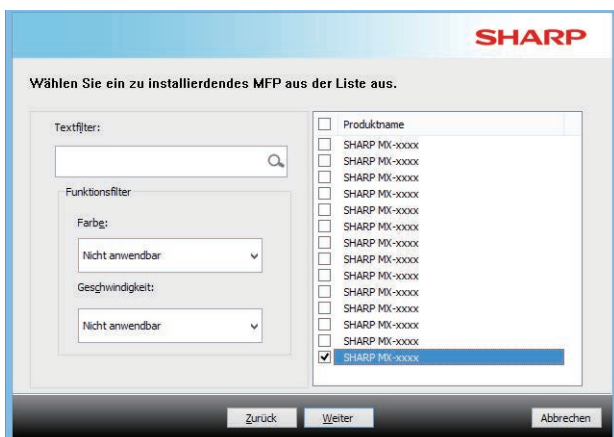 SHARP
Wählen Sie ein zu installierdendes MFP aus der Liste aus.
Textfilter:
Funktionsfilter
Farbe:
Nicht anwendbar
Geschwindigkeit:
Nicht anwendbar
Produktname
SHARP MX-xxxx
SHARP MX-xxxx
SHARP MX-xxxx
SHARP MX-xxxx
SHARP MX-xxxx
SHARP MX-xxxx
SHARP MX-xxxx
SHARP MX-xxxx
SHARP MX-xxxx
SHARP MX-xxxx
SHARP MX-xxxx
SHARP MX-xxxx
SHARP MX-xxxx
SHARP MX-xxxx
Zurück Weiter Abbrechen